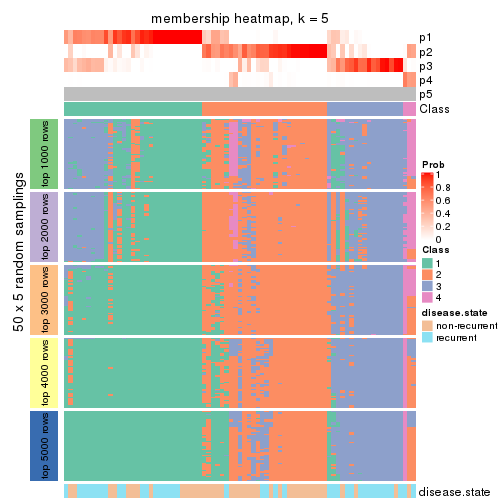 membership heatmap, k = 5
p1
p2
p3
p4
p5
Class
50 x 5 random samplings
top 1000 rows
top 2000 rows
top 3000 rows
top 4000 rows
top 5000 rows
Prob
1
0.8
0.6
0.4
0.2
0
Class
1
2
3
4
disease.state
non-recurrent
recurrent
disease.state